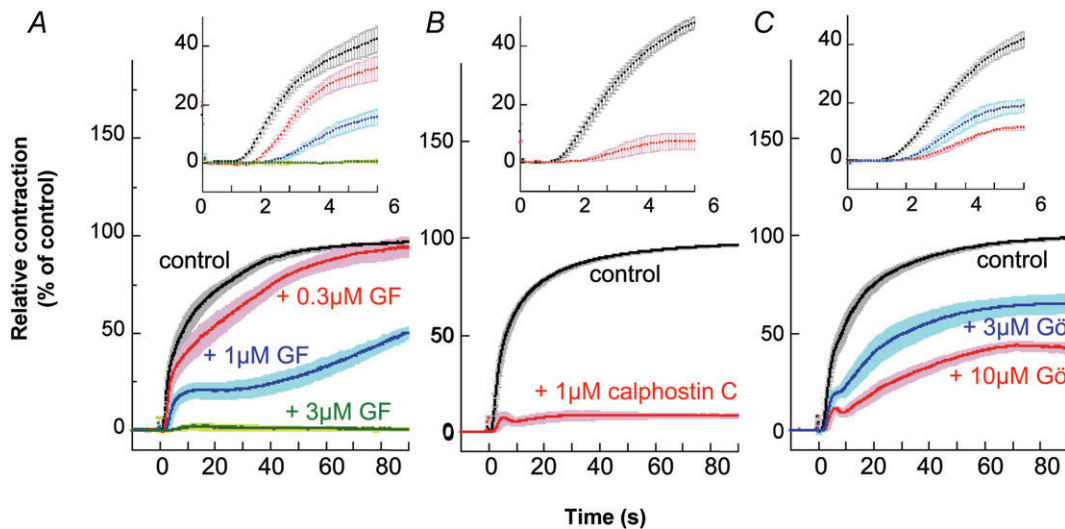 A
B
C
40
20
0
0 2 4 6
40
20
0
0 2 4 6
40
20
0
0 2 4 6
Relative contraction
(% of control)
150
100
50
0
control
+ 0.3µM GF
+ 1µM GF
+ 3µM GF
0 20 40 60 80
150
100
50
0
control
+ 1µM calphostin C
0 20 40 60 80
150
100
50
0
control
+ 3µM Gö
+ 10µM Gö
0 20 40 60 80
Time (s)